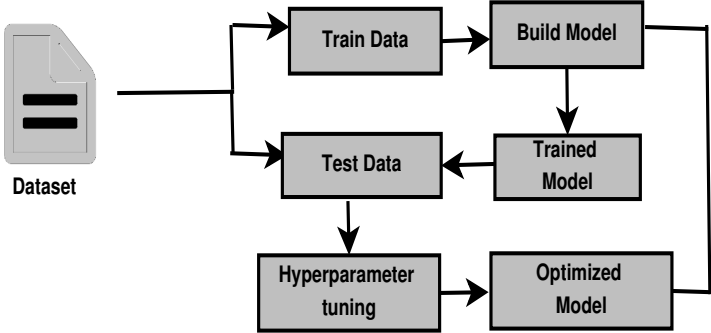 Train Data
Build Model
Dataset
Test Data
Trained
Model
Hyperparameter
tuning
Optimized
Model